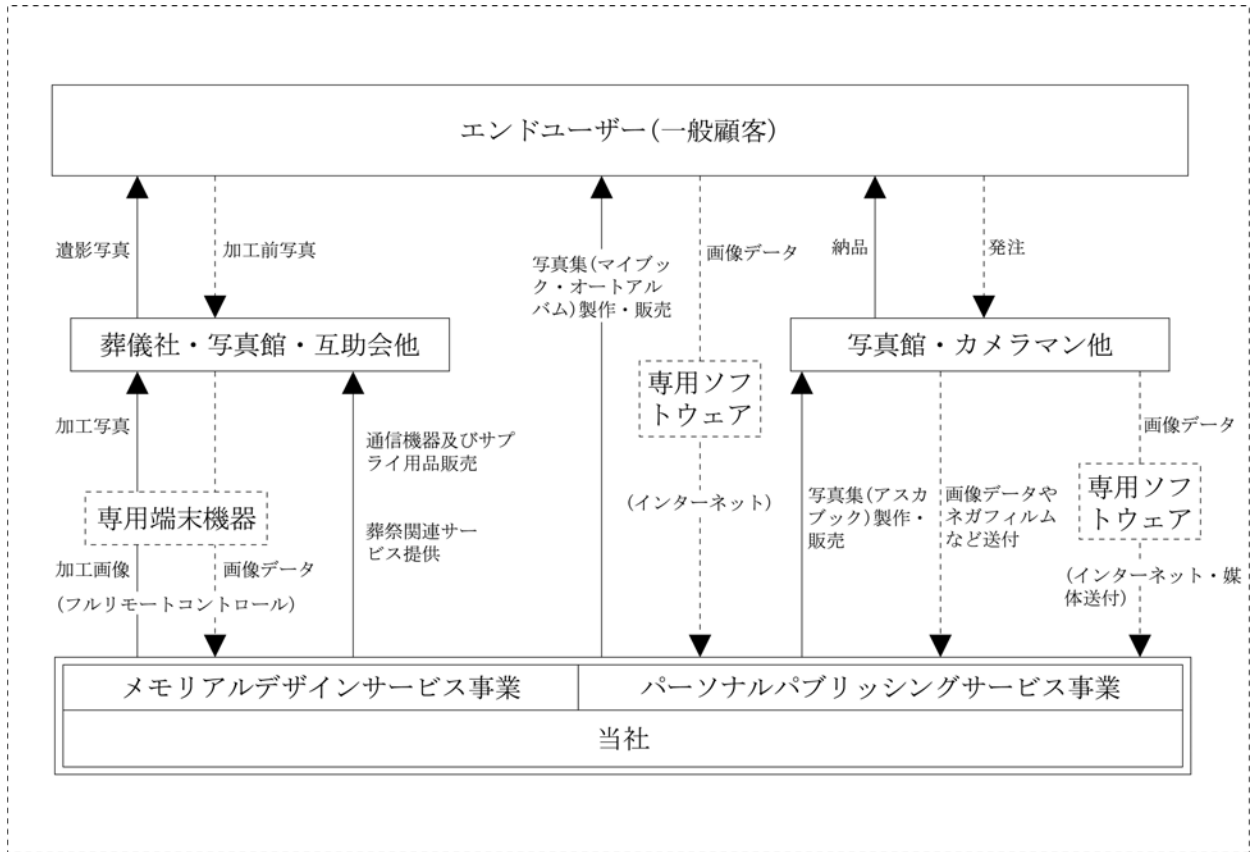 エンドユーザー(一般顧客)
遺影写真
加工前写真
写真集(マイブッ
ク・オートアル
バム)製作・販売
画像データ
納品
発注
葬儀社・写真館・互助会他
写真館・カメラマン他
専用ソフ
トウェア
加工写真
通信機器及びサプ
ライ用品販売
画像データ
専用端末機器
(インターネット)
写真集(アスカ
ブック)製作・
販売
画像データや
ネガフィルム
など送付
専用ソフ
トウェア
葬祭関連サー
ビス提供
加工画像
画像データ
(フルリモートコントロール)
(インターネット・媒
体送付)
メモリアルデザインサービス事業
パーソナルパブリッシングサービス事業
当社